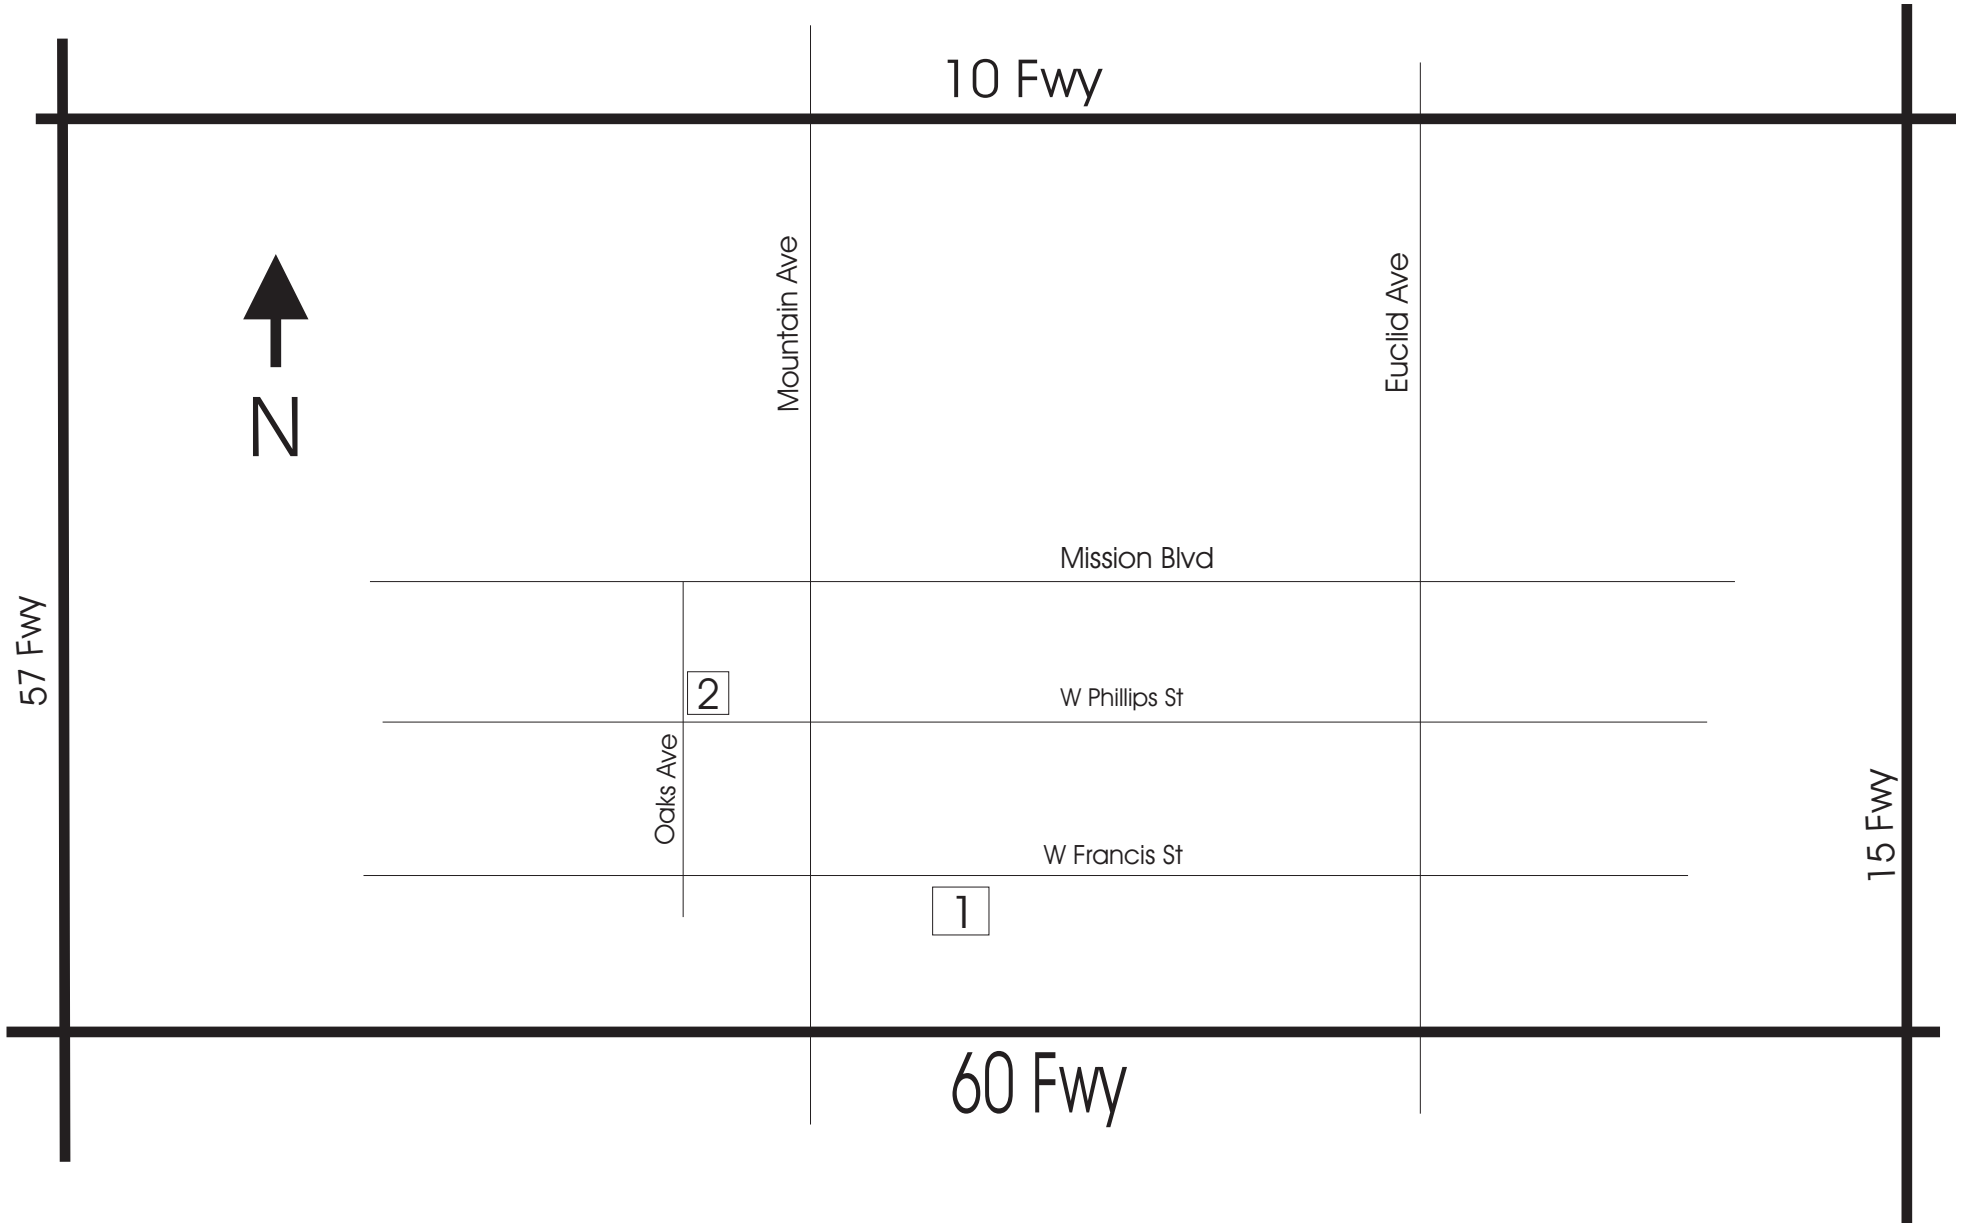 10 Fwy
Mountain Ave
Euclid Ave
N
Mission Blvd
57 Fwy
2
W Phillips St
Oaks Ave
15 Fwy
W Francis St
1
60 Fwy